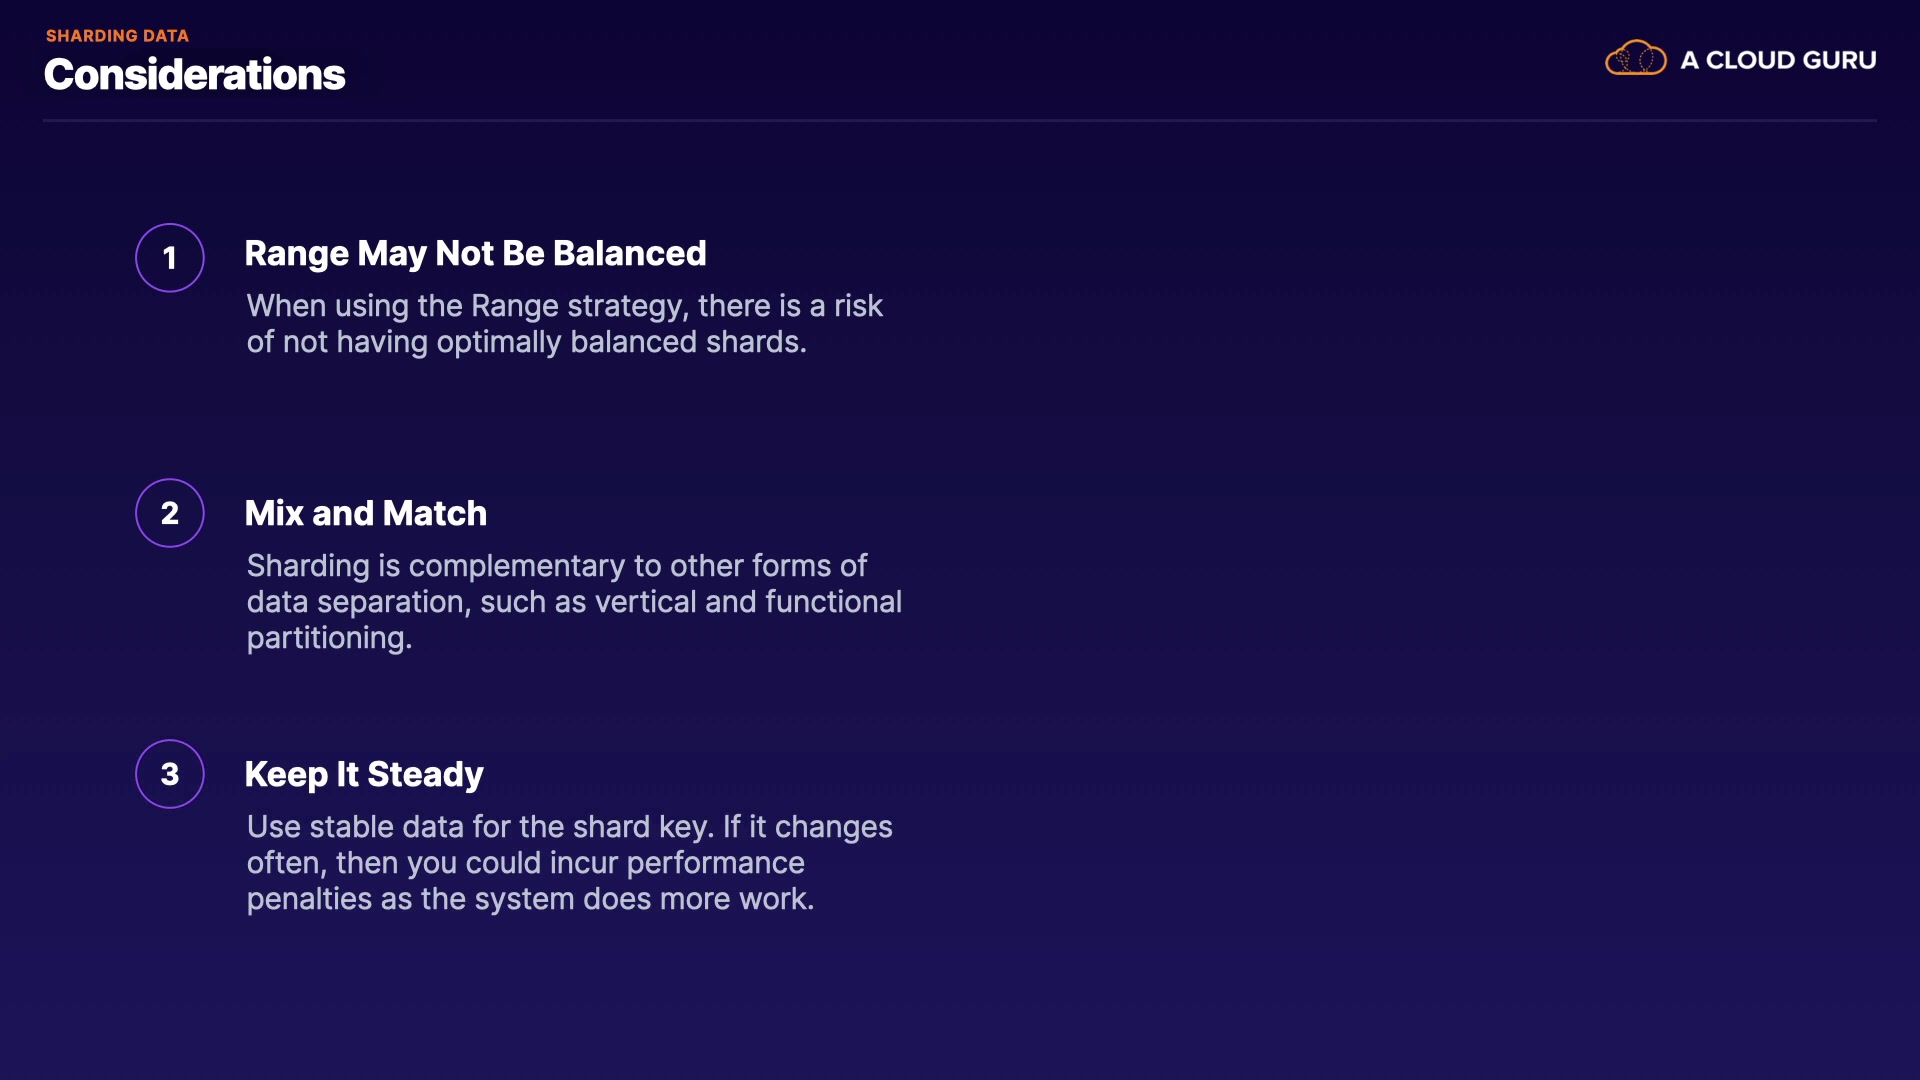 SHARDING DATA
Considerations
A CLOUD GURU
1
Range May Not Be Balanced
When using the Range strategy, there is a risk
of not having optimally balanced shards.
2
Mix and Match
Sharding is complementary to other forms of
data separation, such as vertical and functional
partitioning.
3
Keep It Steady
Use stable data for the shard key. If it changes
often, then you could incur performance
penalties as the system does more work.